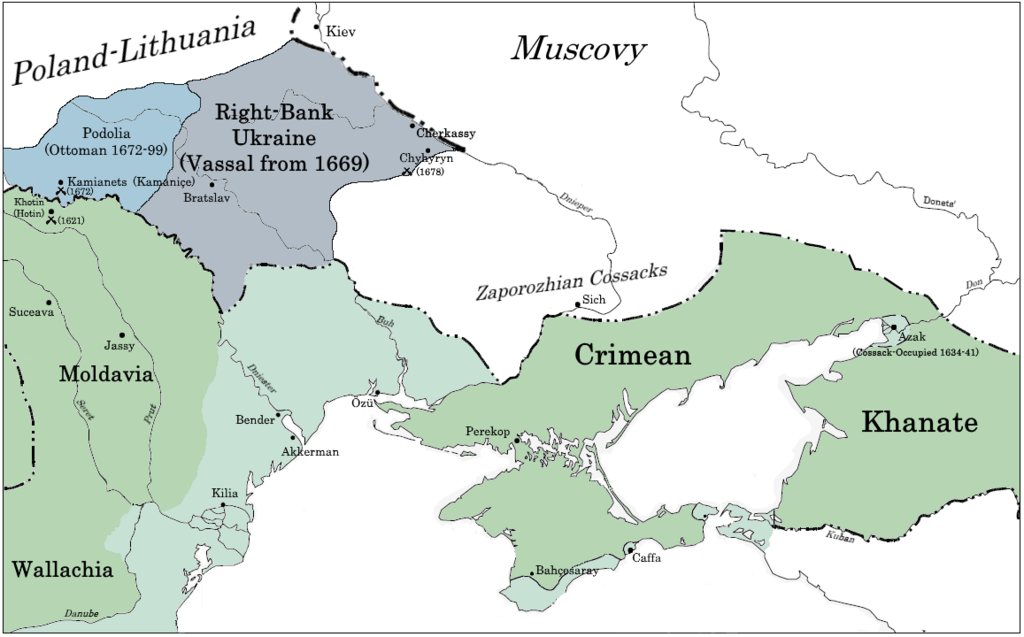 Poland-Lithuania
Kiev
Muscovy
Podolia
(Ottoman 1672-99)
Right-Bank
Ukraine
(Vassal from 1669)
Cherkassy
Chyhyryn
(1678)
Kamianets (Kamaniçe)
(1672)
Khotin
(Hotin)
(1621)
Bratslav
Dnieper
Donets'
Zaporozhian Cossacks
Sich
Don
Suceava
Jassy
Moldavia
Seret
Prut
Dniester
Buh
Crimean
Azak
(Cossack-Occupied 1634-41)
Özü
Bender
Akkerman
Perekop
Khanate
Kilia
Kuban
Wallachia
Caffa
Bahçosaray
Danube